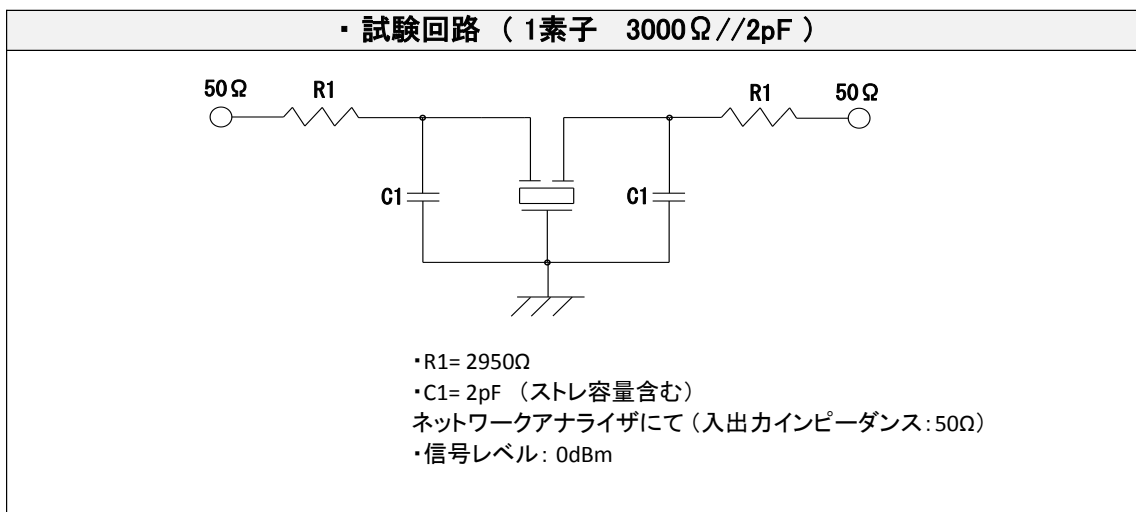 ・試験回路 ( 1素子 3000Ω//2pF )
50Ω R1 R1 50Ω
C1 C1
・R1= 2950Ω
・C1= 2pF (ストレ容量含む)
ネットワークアナライザにて (入出力インピーダンス:50Ω)
・信号レベル: 0dBm